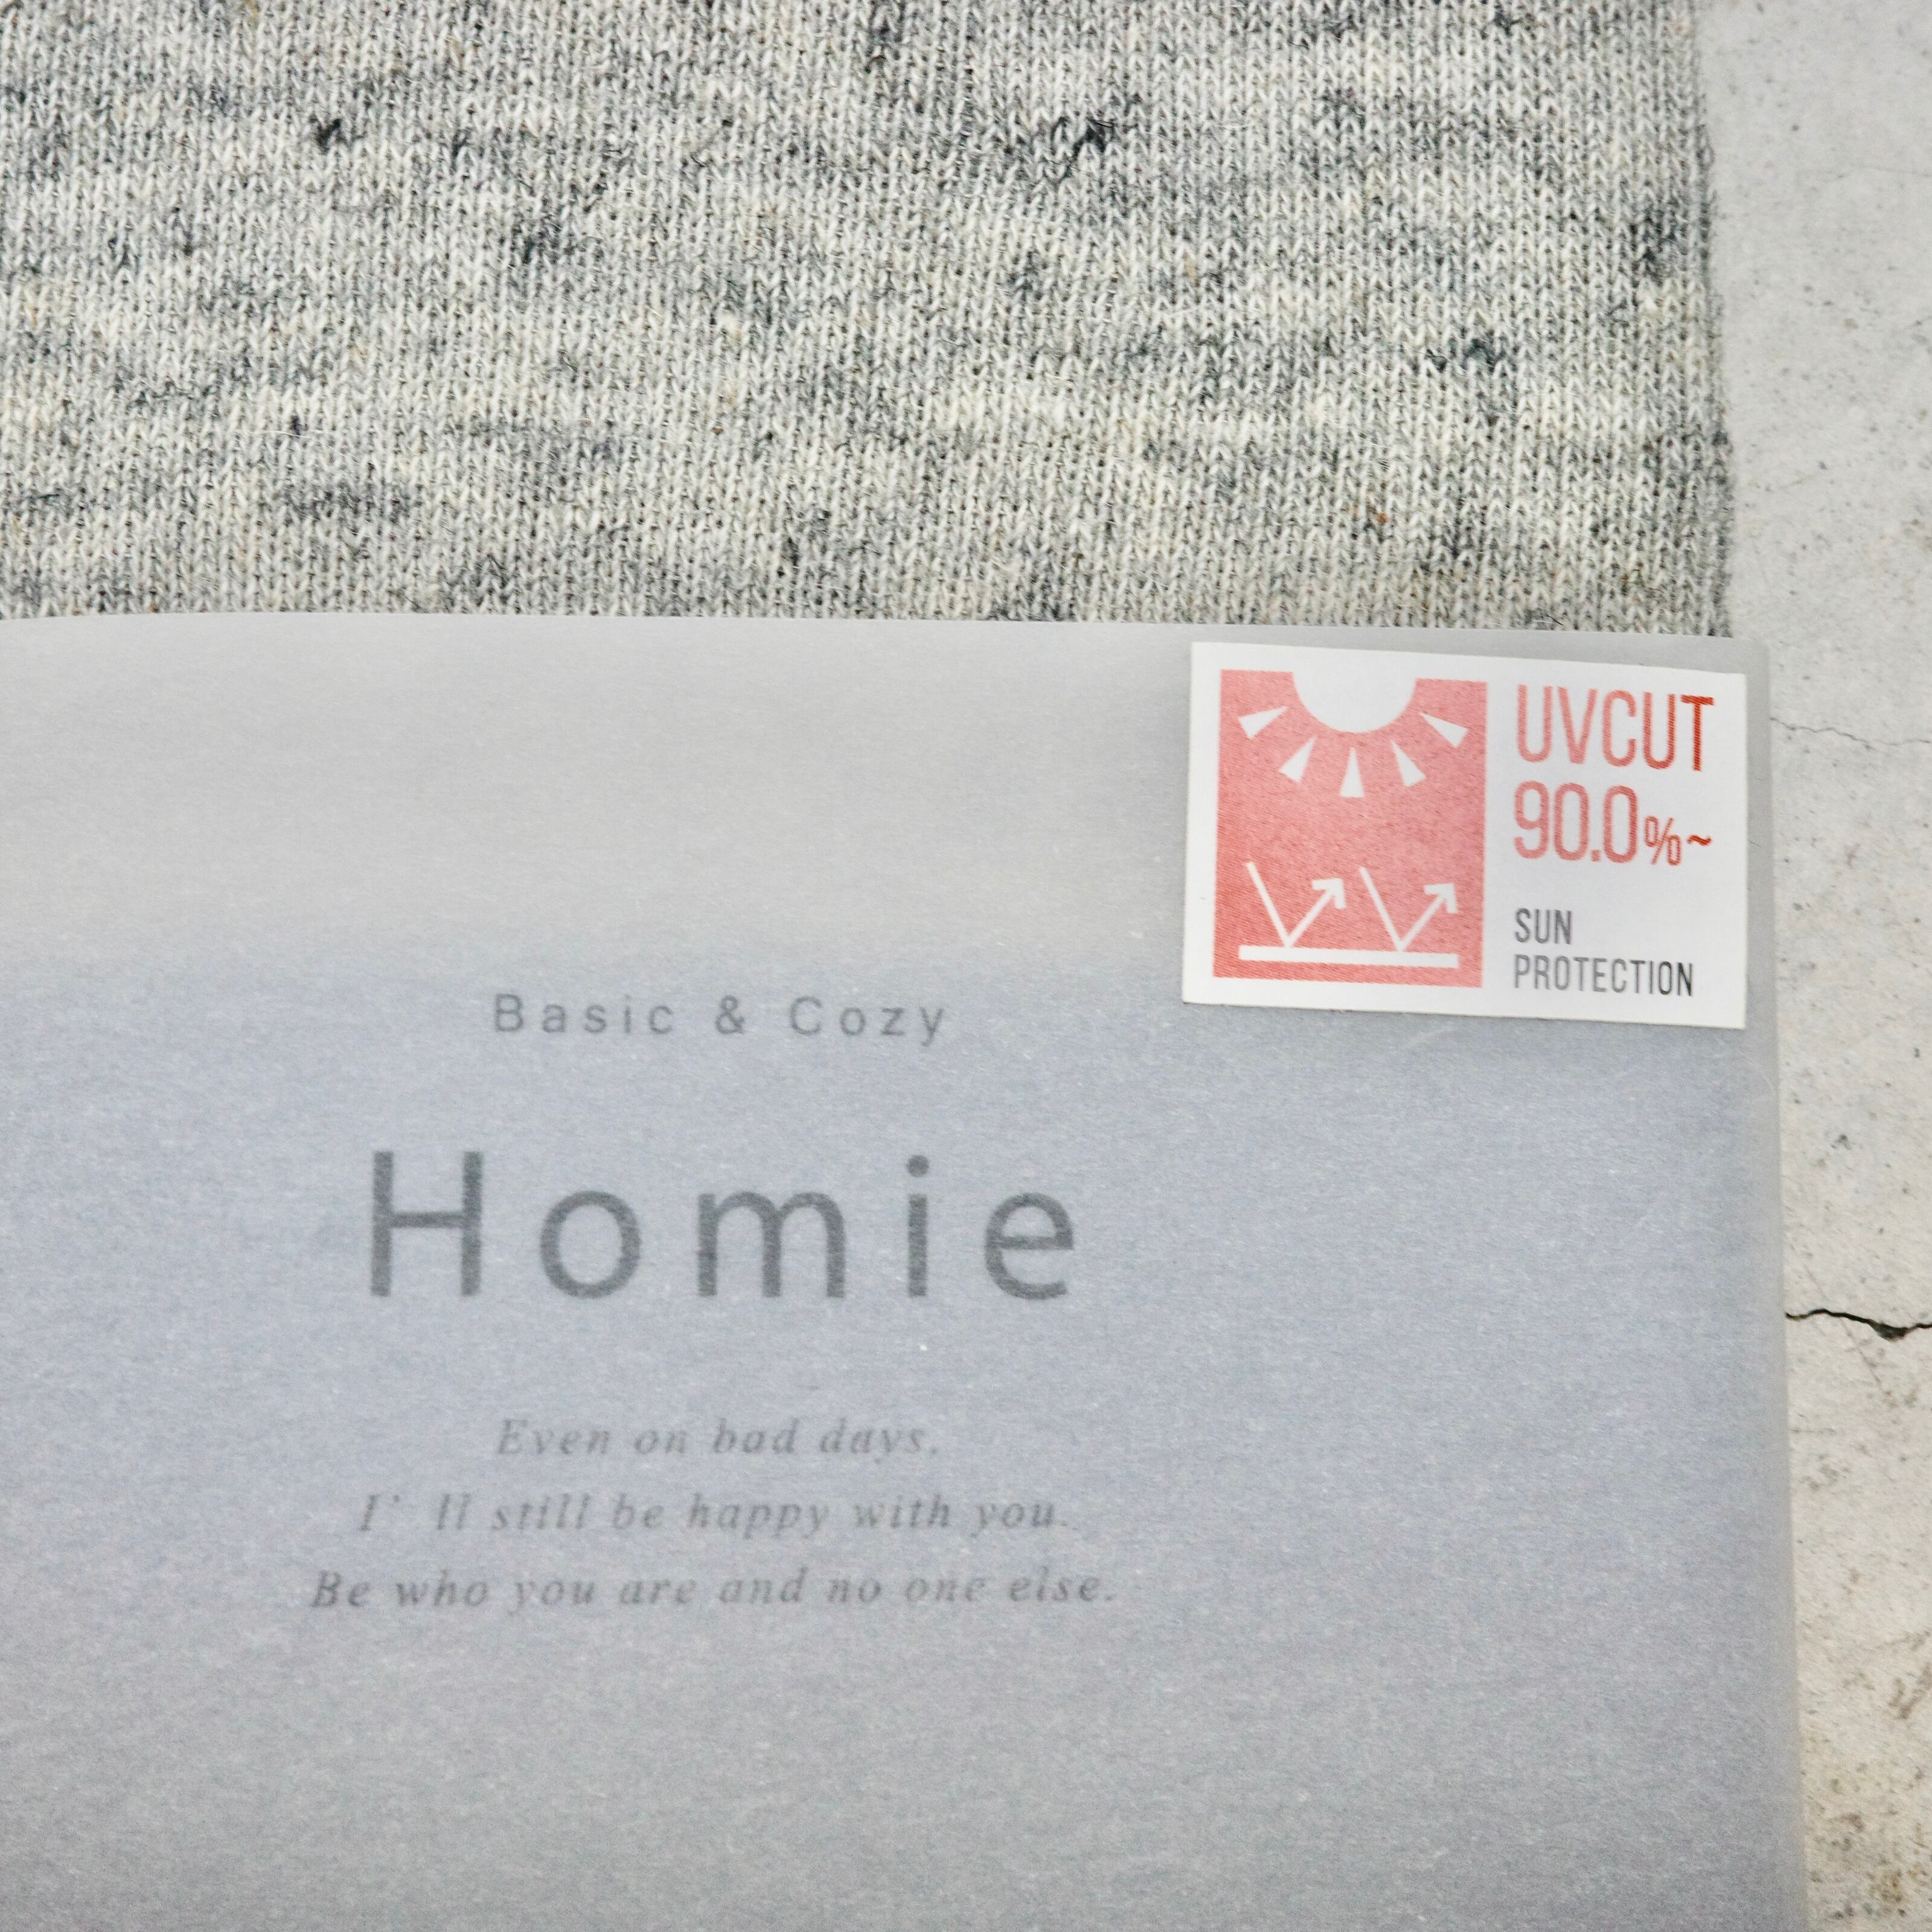 UVCUT
90.0%~
SUN
PROTECTION
Basic & Cozy
Homie
Even on bad days,
I' ll still be happy with you.
Be who you are and no one else.